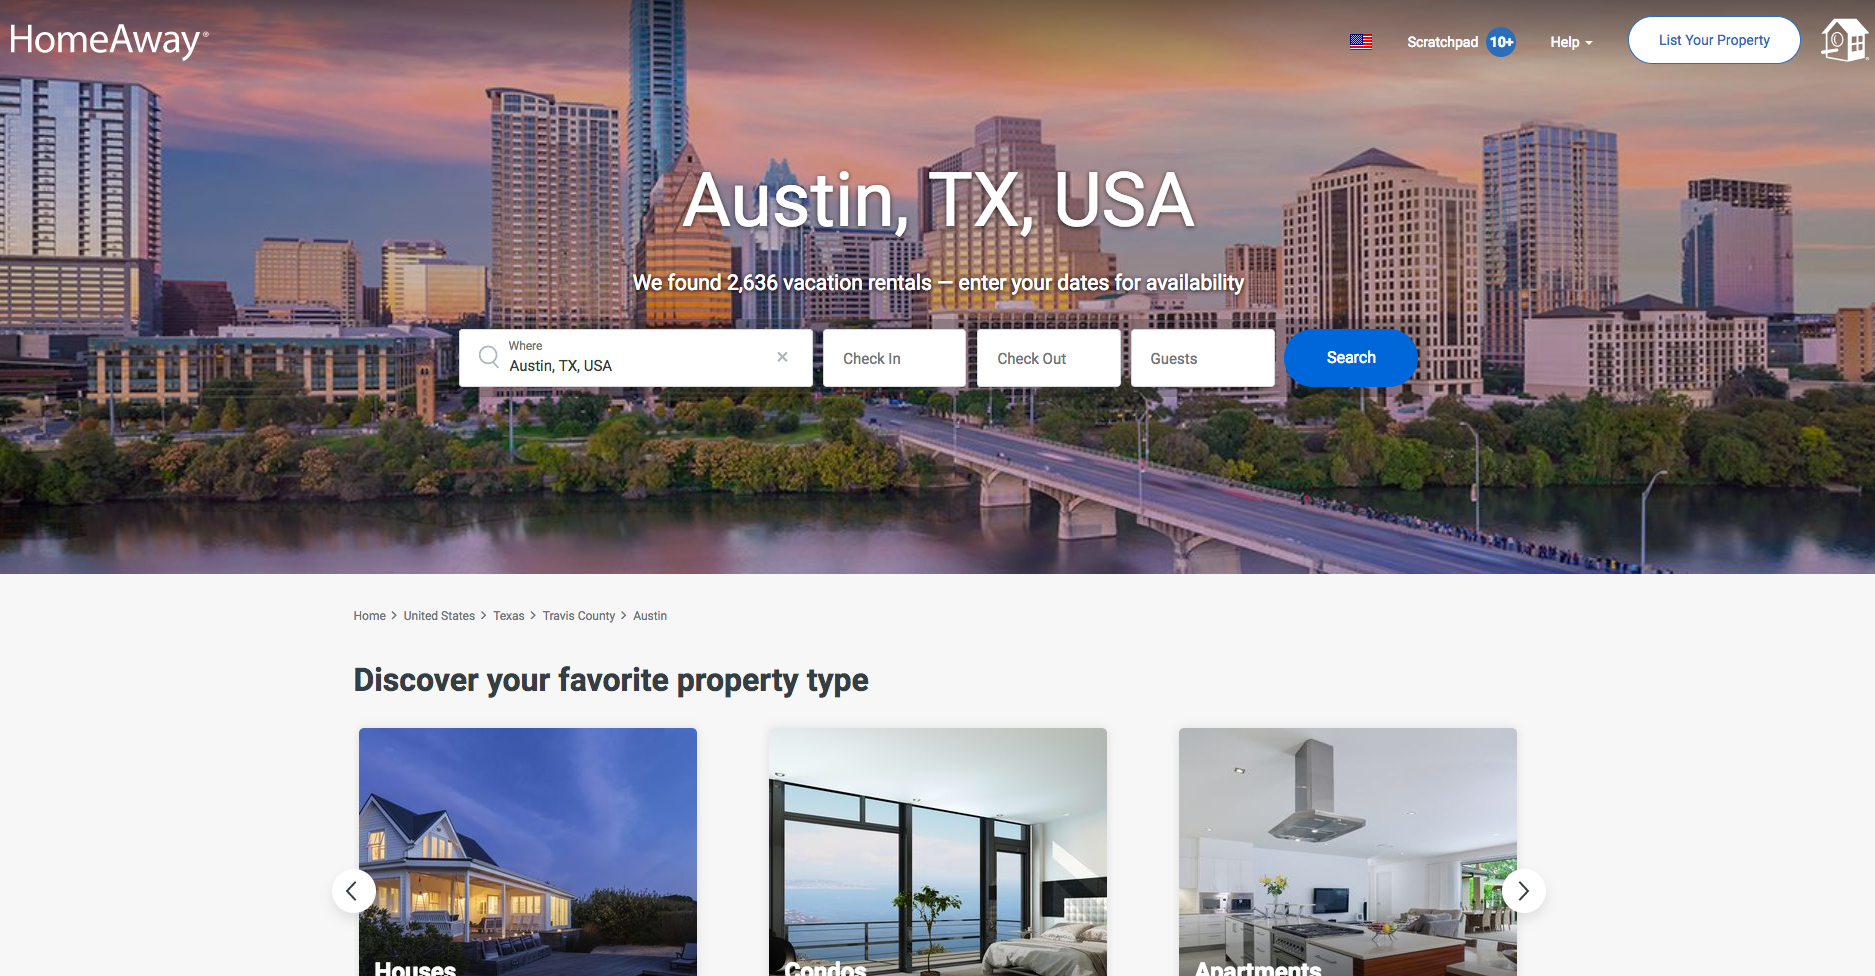 HomeAway®
Scratchpad 10+ Help List Your Property
Austin, TX, USA
We found 2,636 vacation rentals — enter your dates for availability
Where
Austin, TX, USA
Check In
Check Out
Guests
Search
Home > United States > Texas > Travis County > Austin
Discover your favorite property type
Houses
Condos
Apartments